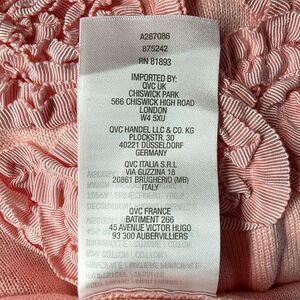 A287086
875242
RN 81893
IMPORTED BY:
QVC UK
CHISWICK PARK
566 CHISWICK HIGH ROAD
LONDON
W4 5XU
QVC HANDEL LLC & CO. KG
PLOCKSTR. 30
40221 DÜSSELDORF
GERMANY
QVC ITALIA S.R.L
VIA GUZZINA 18
20861 BRUGHERIO (MB)
ITALY
QVC FRANCE
BATIMENT 266
45 AVENUE VICTOR HUGO
93 300 AUBERVILLIERS